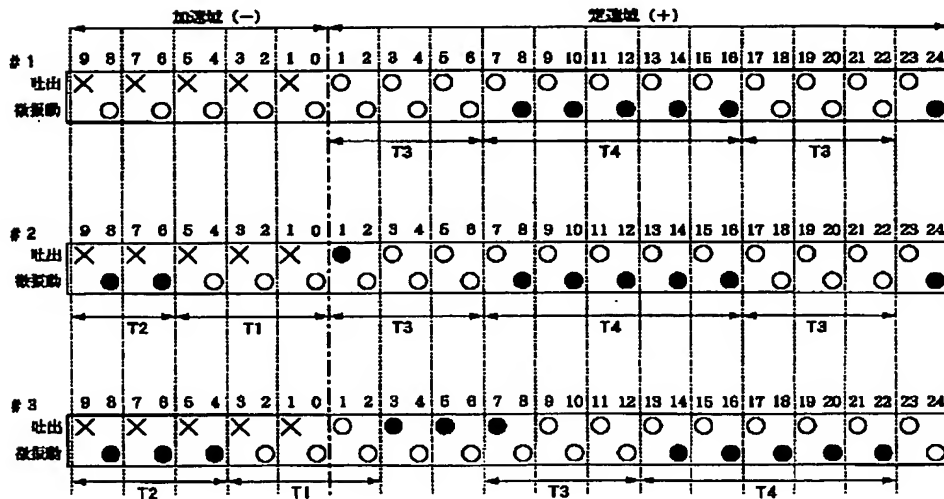 加速域 (−) 定速域 (+)
#1 9 8 7 6 5 4 3 2 1 0 1 2 3 4 5 6 7 8 9 10 11 12 13 14 15 16 17 18 19 20 21 22 23 24
吐出
微振動
T3 T4 T3
#2 9 8 7 6 5 4 3 2 1 0 1 2 3 4 5 6 7 8 9 10 11 12 13 14 15 16 17 18 19 20 21 22 23 24
吐出
微振動
T2 T1 T3 T4 T3
#3 9 8 7 6 5 4 3 2 1 0 1 2 3 4 5 6 7 8 9 10 11 12 13 14 15 16 17 18 19 20 21 22 23 24
吐出
微振動
T2 T1 T3 T4